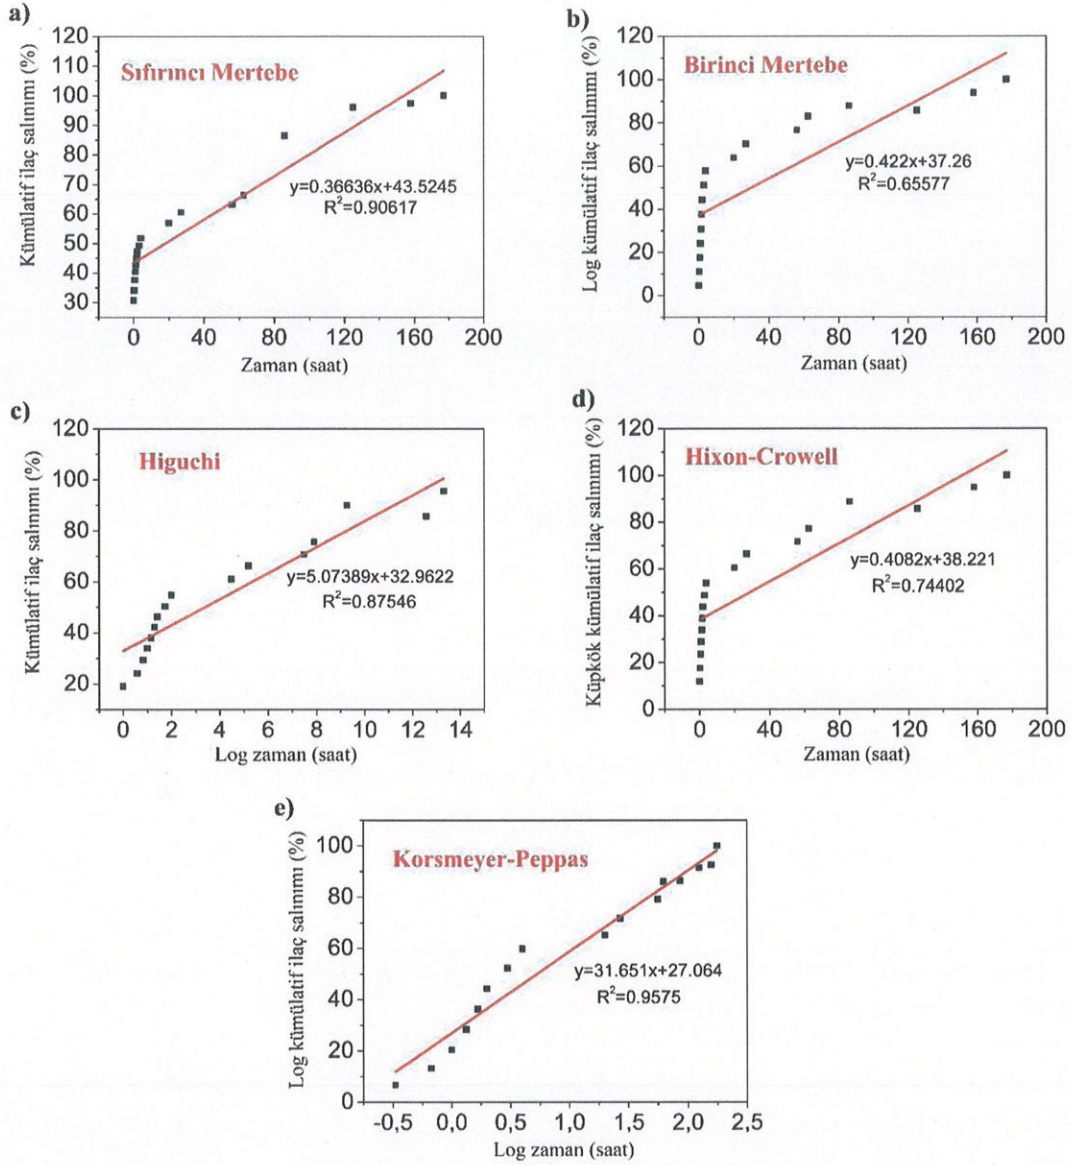 a)
Sıfırıncı Mertebe
Kümülatif ilaç salınımı (%)
120
110
100
90
80
70
60
50
40
30
y=0.36636x+43.5245
R²=0.90617
0 40 80 120 160 200
Zaman (saat)
b)
Birinci Mertebe
Log kümülatif ilaç salınımı (%)
120
100
80
60
40
20
0
y=0.422x+37.26
R²=0.65577
0 40 80 120 160 200
Zaman (saat)
c)
Higuchi
Kümülatif ilaç salınımı (%)
120
100
80
60
40
20
y=5.07389x+32.9622
R²=0.87546
0 2 4 6 8 10 12 14
Log zaman (saat)
d)
Hixon-Crowell
Küpkök kümülatif ilaç salınımı (%)
120
100
80
60
40
20
0
y=0.4082x+38.221
R²=0.74402
0 40 80 120 160 200
Zaman (saat)
e)
Korsmeyer-Peppas
Log kümülatif ilaç salınımı (%)
100
80
60
40
20
0
y=31.651x+27.064
R²=0.9575
-0,5 0,0 0,5 1,0 1,5 2,0 2,5
Log zaman (saat)